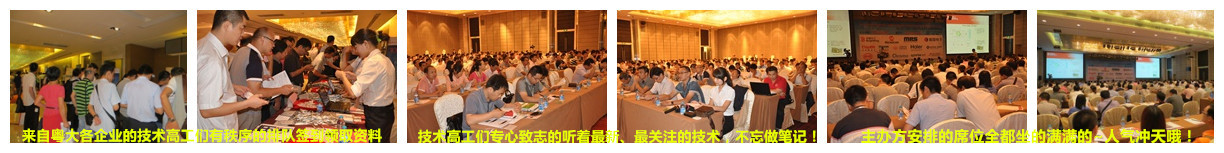 来自粤大各企业的技术高工们有秩序的排队签到领取资料
技术高工们专心致志的听着最新、最关注的技术，不忘做笔记！
主办方安排的席位全都坐的满满的--人气冲天哦！